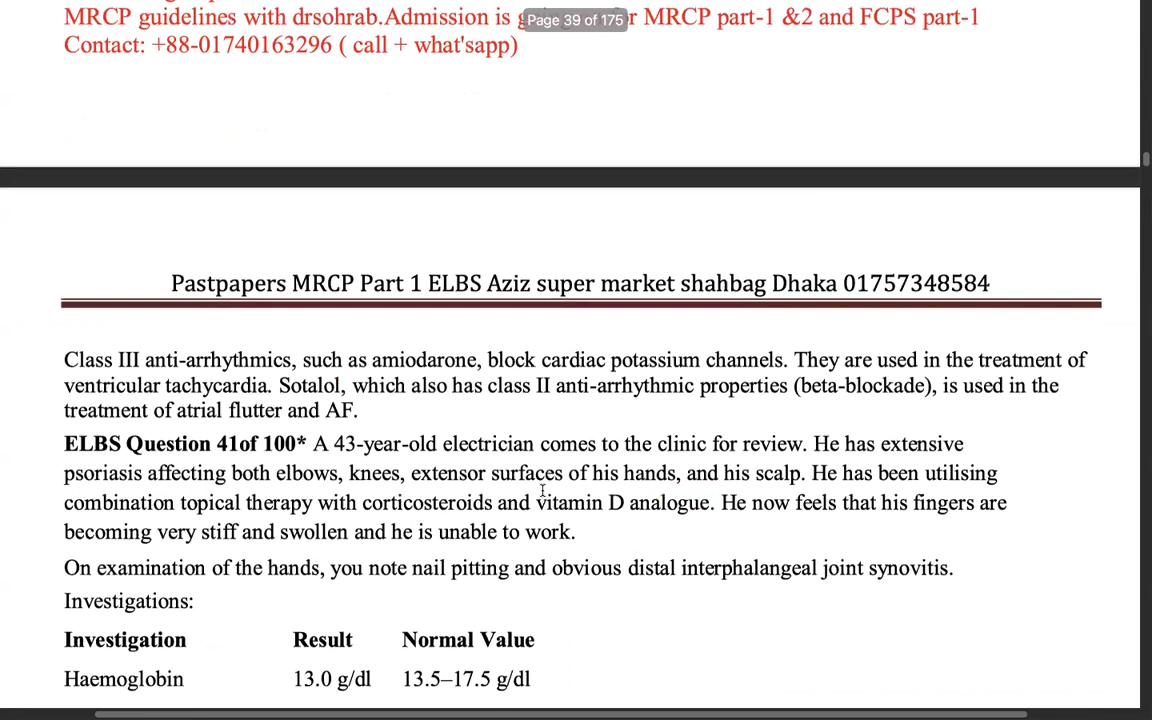 MRCP guidelines with drsohrab.Admission is g r MRCP part-1 &2 and FCPS part-1
Page 39 of 175
Contact: +88-01740163296 ( call + what'sapp)
Pastpapers MRCP Part 1 ELBS Aziz super market shahbag Dhaka 01757348584
Class III anti-arrhythmics, such as amiodarone, block cardiac potassium channels. They are used in the treatment of
ventricular tachycardia. Sotalol, which also has class II anti-arrhythmic properties (beta-blockade), is used in the
treatment of atrial flutter and AF.
ELBS Question 41of 100* A 43-year-old electrician comes to the clinic for review. He has extensive
psoriasis affecting both elbows, knees, extensor surfaces of his hands, and his scalp. He has been utilising
combination topical therapy with corticosteroids and vitamin D analogue. He now feels that his fingers are
becoming very stiff and swollen and he is unable to work.
On examination of the hands, you note nail pitting and obvious distal interphalangeal joint synovitis.
Investigations:
Investigation Result Normal Value
Haemoglobin 13.0 g/dl 13.5–17.5 g/dl